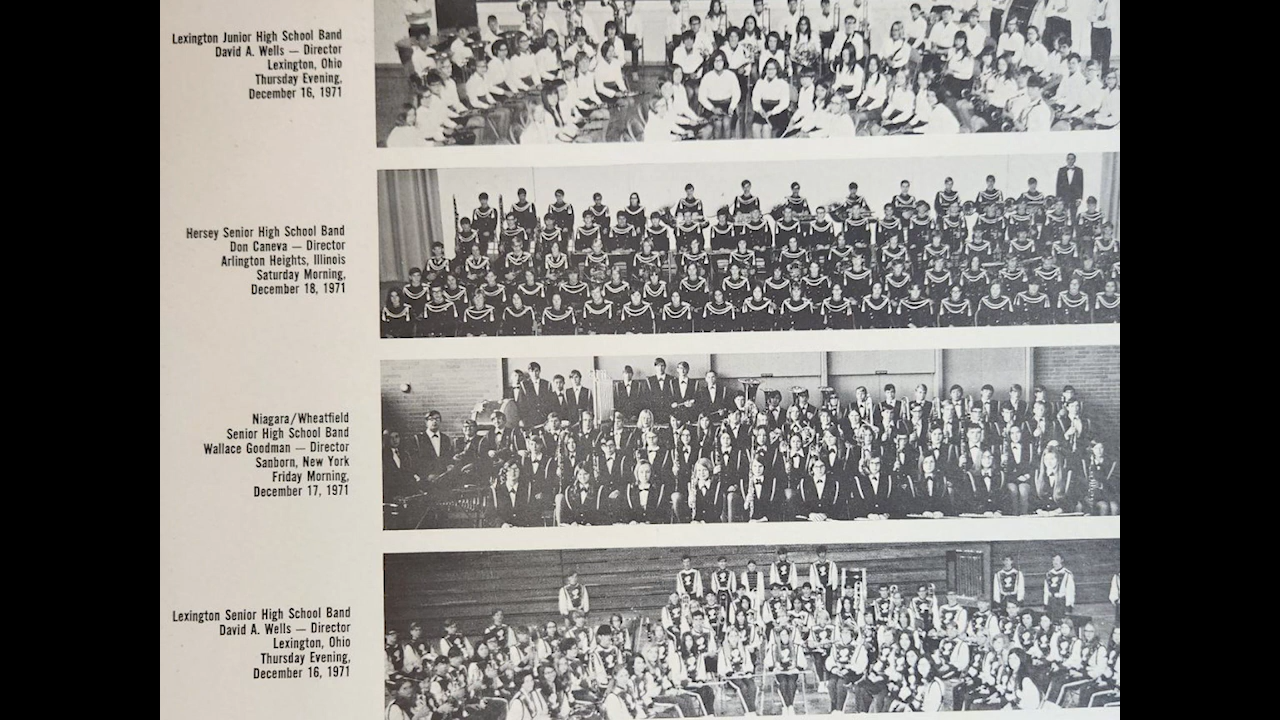 Lexington Junior High School Band
David A. Wells — Director
Lexington, Ohio
Thursday Evening,
December 16, 1971
Hersey Senior High School Band
Don Caneva — Director
Arlington Heights, Illinois
Saturday Morning,
December 18, 1971
Niagara/Wheatfield
Senior High School Band
Wallace Goodman — Director
Sanborn, New York
Friday Morning,
December 17, 1971
Lexington Senior High School Band
David A. Wells — Director
Lexington, Ohio
Thursday Evening,
December 16, 1971